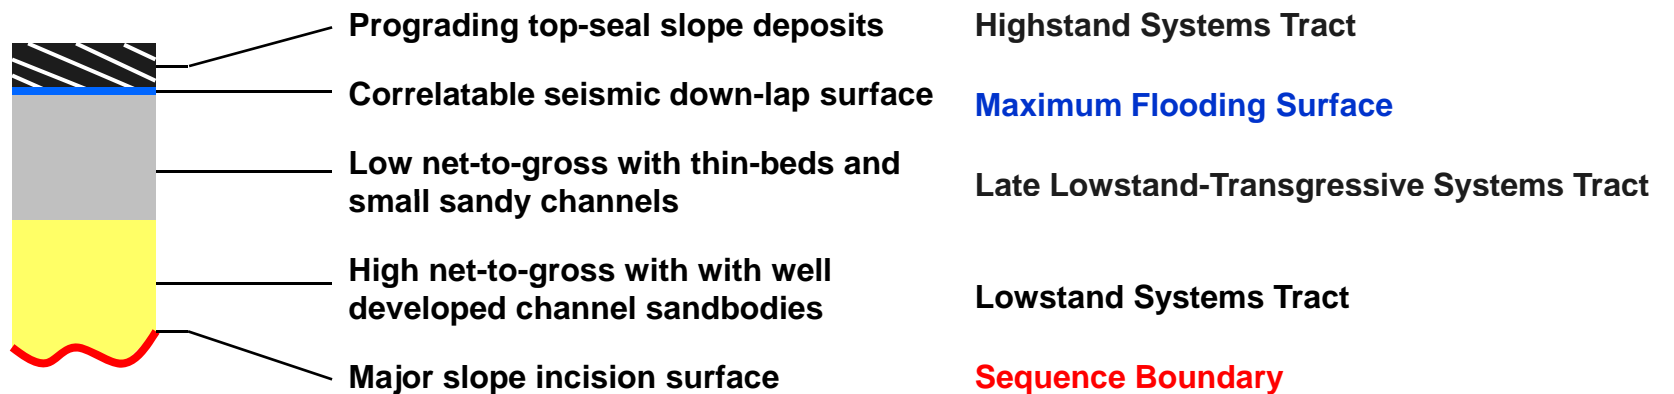 Prograding top-seal slope deposits
Highstand Systems Tract
Correlatable seismic down-lap surface
Maximum Flooding Surface
Low net-to-gross with thin-beds and
small sandy channels
Late Lowstand-Transgressive Systems Tract
High net-to-gross with with well
developed channel sandbodies
Lowstand Systems Tract
Major slope incision surface
Sequence Boundary